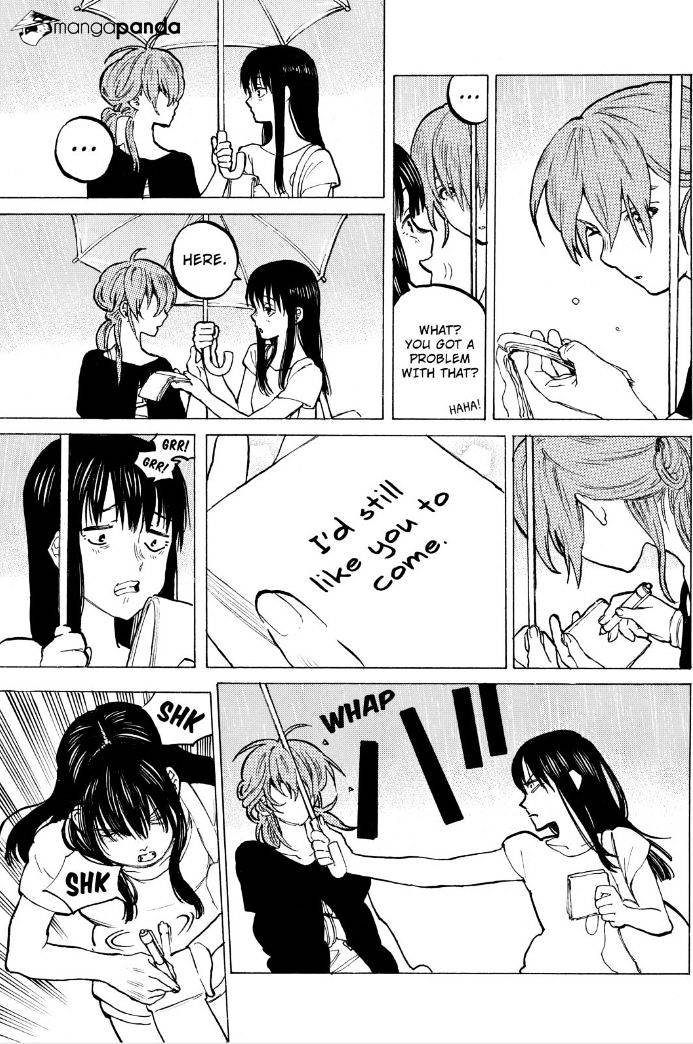 mangapanda
...
WHAT?
YOU GOT A
PROBLEM
WITH THAT?
HAHA!
...
HERE.
I'd still
like you to
come.
GRR!
GRR!
WHAP
SHK
SHK